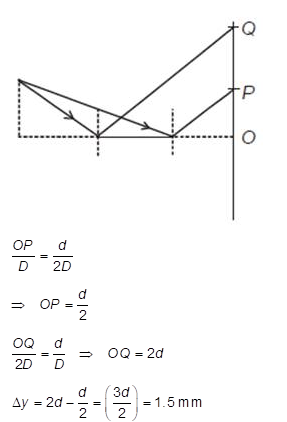 Q
P
O
OP/D = d/2D
⇒ OP = d/2
OQ/2D = d/D ⇒ OQ = 2d
Δy = 2d − d/2 = (3d/2) = 1.5 mm